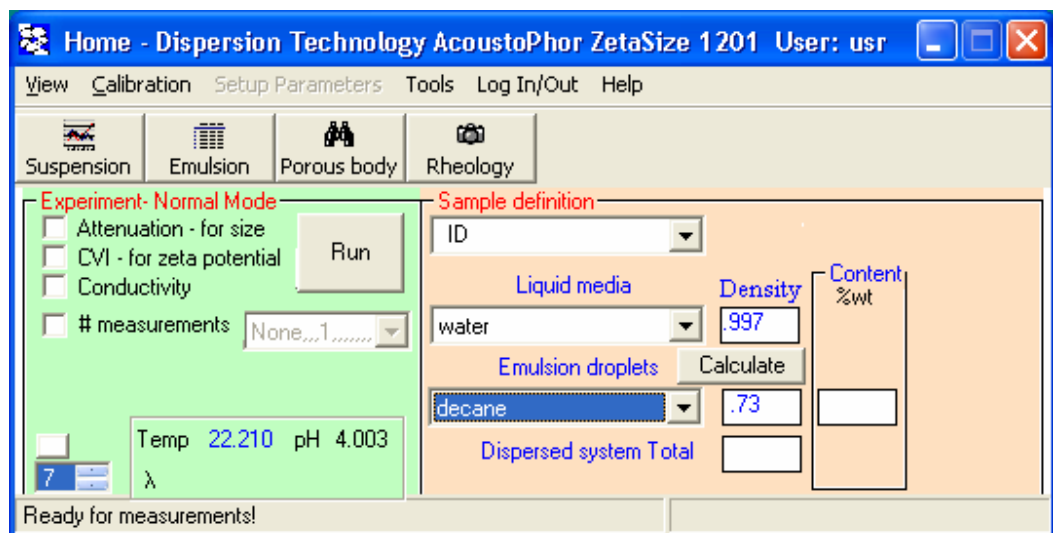 Home - Dispersion Technology AcoustoPhor ZetaSize 1201 User: usr
View Calibration Setup Parameters Tools Log In/Out Help
Suspension Emulsion Porous body Rheology
Experiment- Normal Mode
Attenuation - for size
CVI - for zeta potential
Conductivity
Run
# measurements None,,,1,,,,,,,
Temp 22.210 pH 4.003
7
λ
Sample definition
ID
Liquid media Density
water .997
Emulsion droplets Calculate
decane .73
Dispersed system Total
Content
%wt
Ready for measurements!